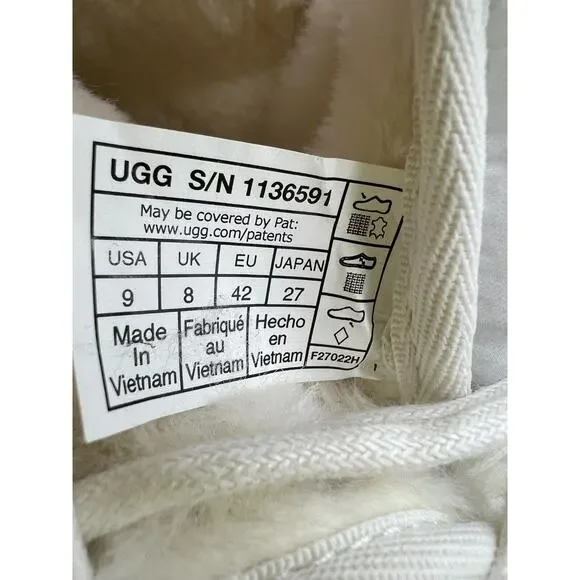 UGG S/N 1136591
May be covered by Pat:
www.ugg.com/patents
USA UK EU JAPAN
9 8 42 27
Made Fabriqué Hecho
In au en
Vietnam Vietnam Vietnam
F27022H